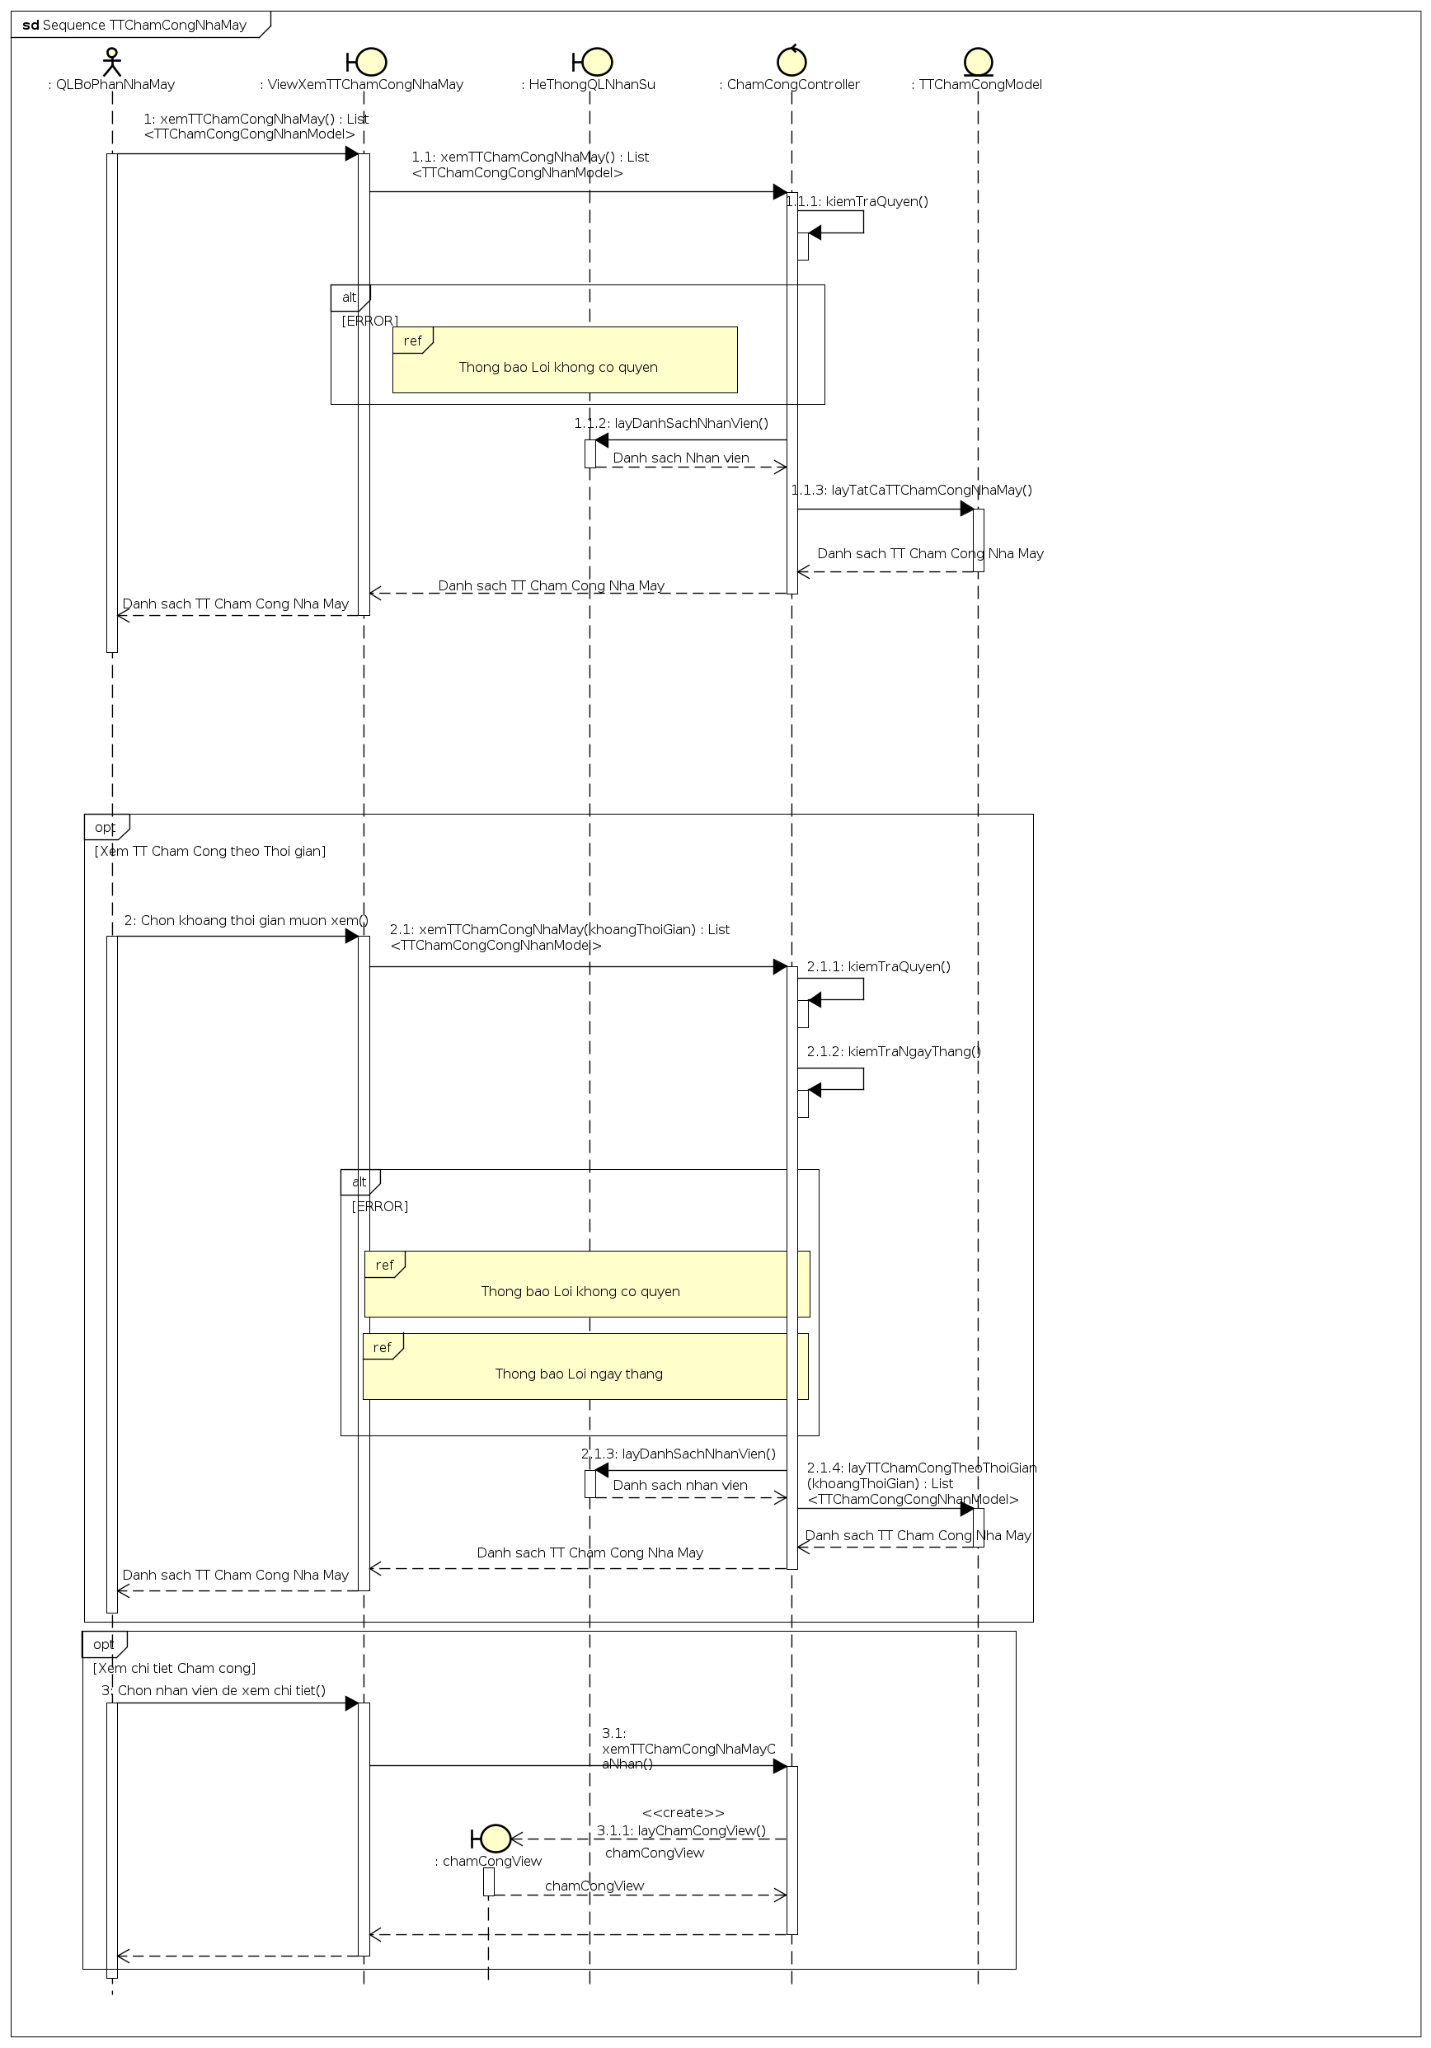 sd Sequence TTChamCongNhaMay
: QLBoPhanNhaMay
: ViewXemTTChamCongNhaMay
: HeThongQLNhanSu
: ChamCongController
: TTChamCongModel
1: xemTTChamCongNhaMay() : List
<TTChamCongCongNhanModel>
1.1: xemTTChamCongNhaMay() : List
<TTChamCongCongNhanModel>
1.1.1: kiemTraQuyen()
alt
[ERROR]
ref
Thong bao Loi khong co quyen
1.1.2: layDanhSachNhanVien()
Danh sach Nhan vien
1.1.3: layTatCaTTChamCongNhaMay()
Danh sach TT Cham Cong Nha May
Danh sach TT Cham Cong Nha May
Danh sach TT Cham Cong Nha May
opt
[Xem TT Cham Cong theo Thoi gian]
2: Chon khoang thoi gian muon xem()
2.1: xemTTChamCongNhaMay(khoangThoiGian) : List
<TTChamCongCongNhanModel>
2.1.1: kiemTraQuyen()
2.1.2: kiemTraNgayThang()
alt
[ERROR]
ref
Thong bao Loi khong co quyen
ref
Thong bao Loi ngay thang
2.1.3: layDanhSachNhanVien()
Danh sach nhan vien
2.1.4: layTTChamCongTheoThoiGian
(khoangThoiGian) : List
<TTChamCongCongNhanModel>
Danh sach TT Cham Cong Nha May
Danh sach TT Cham Cong Nha May
Danh sach TT Cham Cong Nha May
opt
[Xem chi tiet Cham cong]
3: Chon nhan vien de xem chi tiet()
3.1:
xemTTChamCongNhaMayC
aNhan()
<<create>>
3.1.1: layChamCongView()
chamCongView
: chamCongView
chamCongView